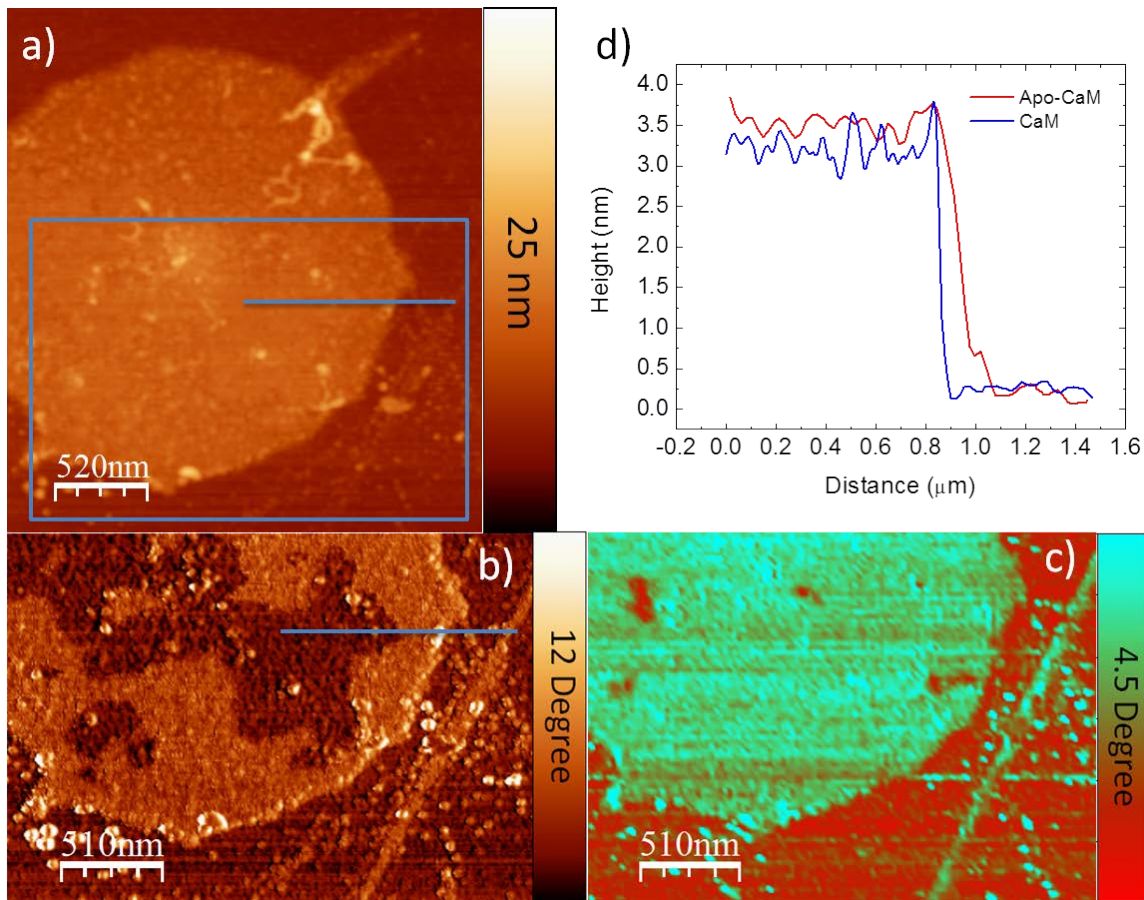 a)
520nm
25 nm
d)
Height (nm)
4.0
3.5
3.0
2.5
2.0
1.5
1.0
0.5
0.0
Apo-CaM
CaM
-0.2 0.0 0.2 0.4 0.6 0.8 1.0 1.2 1.4 1.6
Distance (μm)
b)
510nm
12 Degree
c)
510nm
4.5 Degree